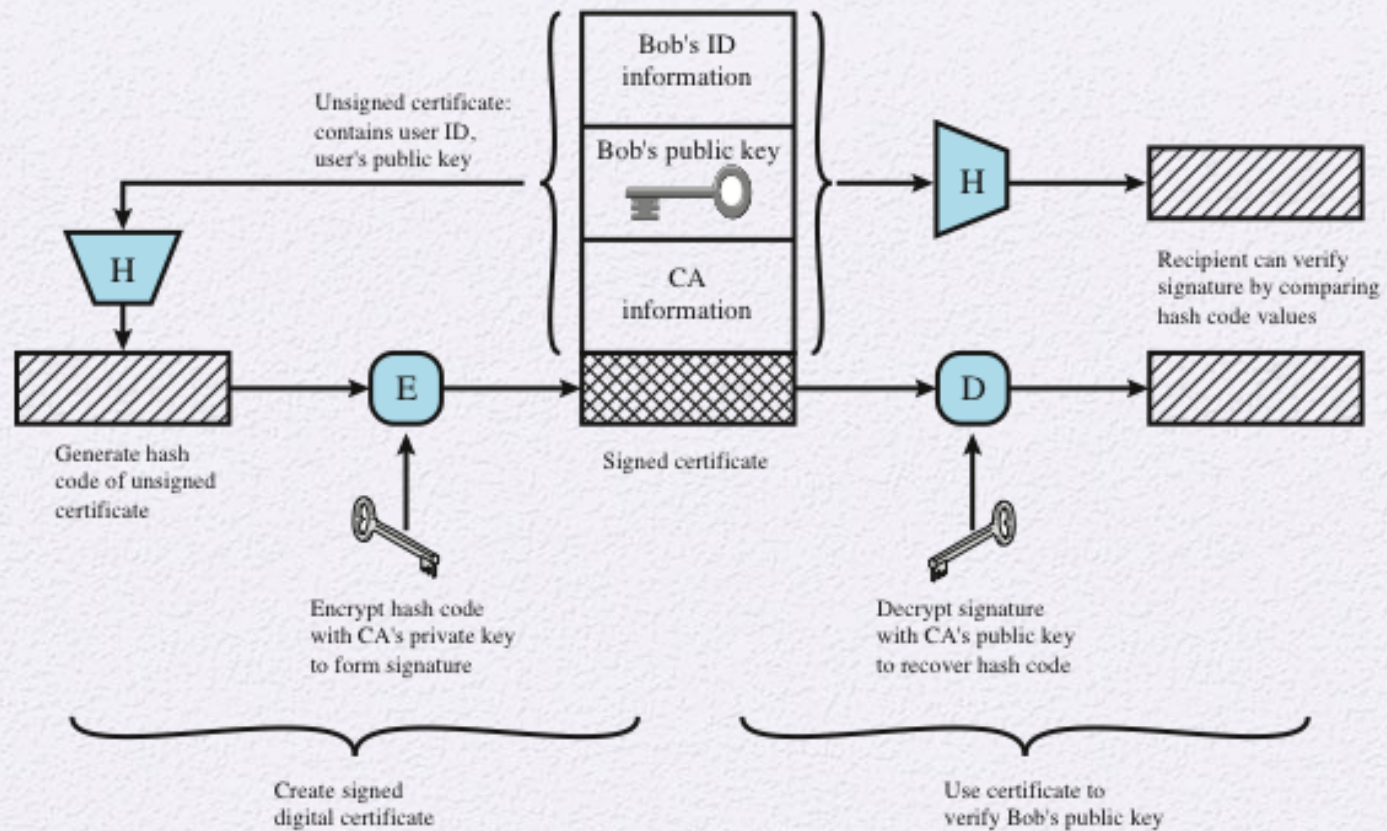 Bob's ID
information
Unsigned certificate:
contains user ID,
user's public key
Bob's public key
H
H
CA
information
Recipient can verify
signature by comparing
hash code values
E
D
Generate hash
code of unsigned
certificate
Signed certificate
Encrypt hash code
with CA's private key
to form signature
Decrypt signature
with CA's public key
to recover hash code
Create signed
digital certificate
Use certificate to
verify Bob's public key